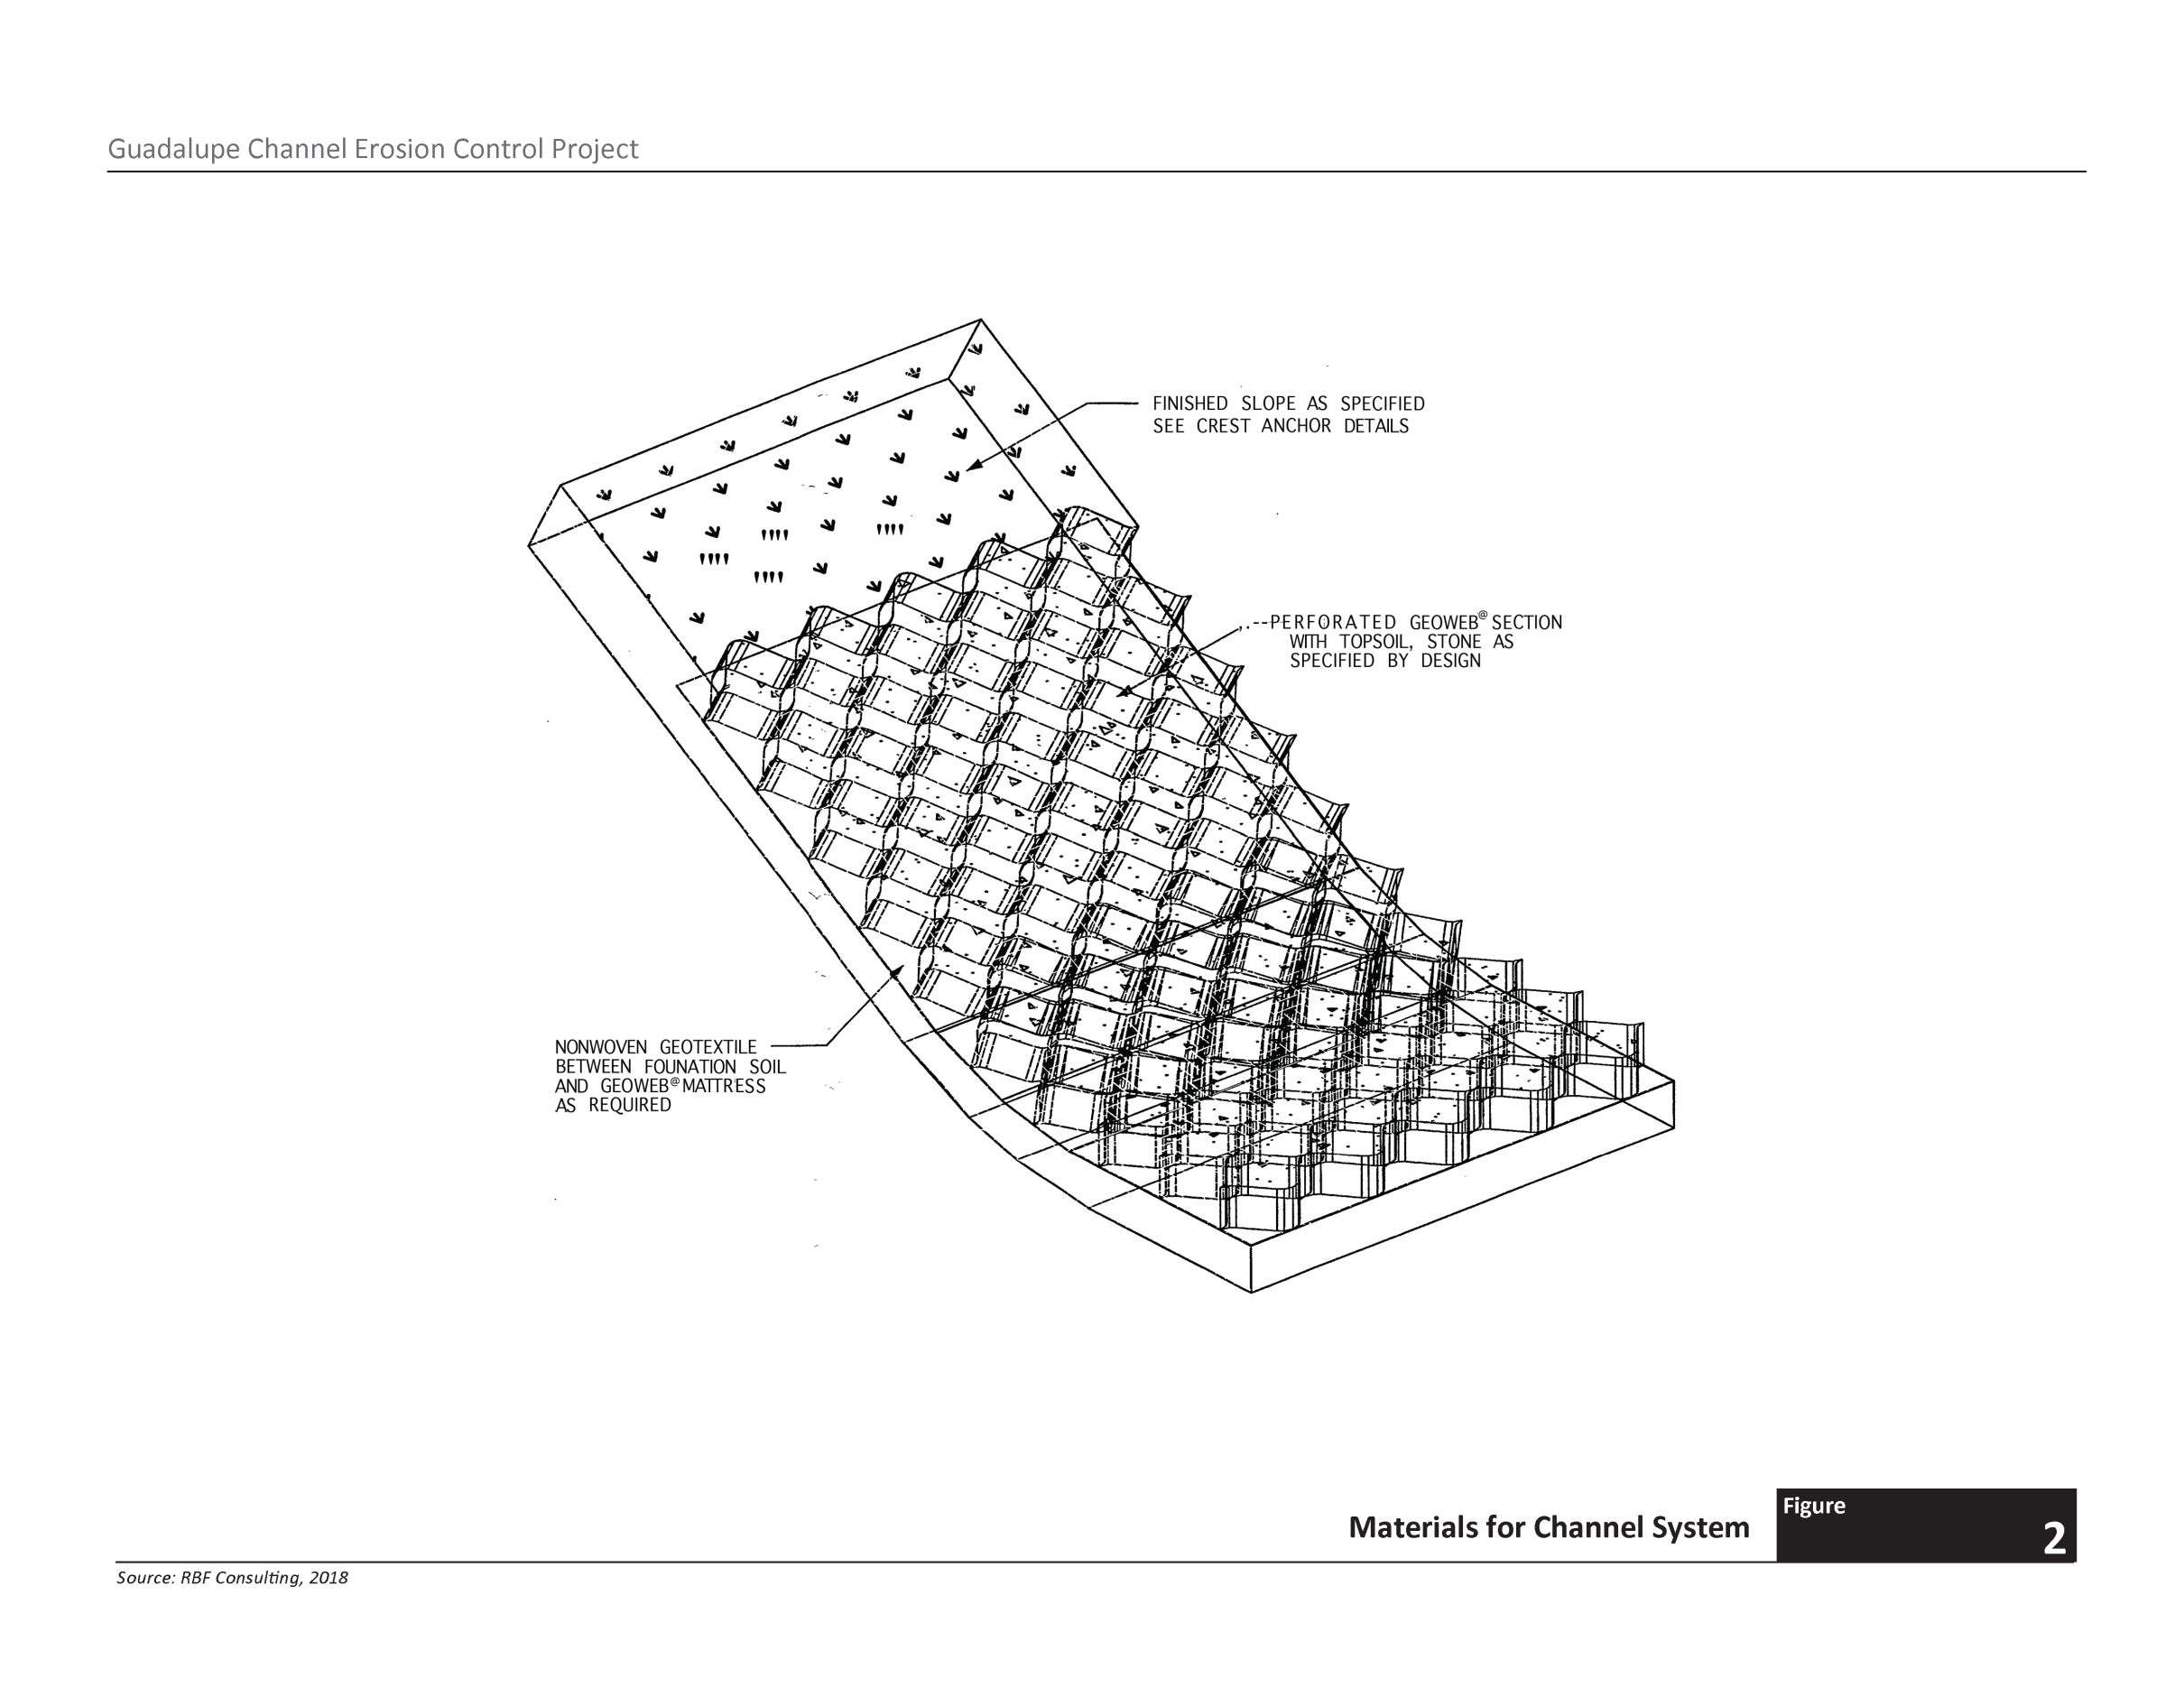 Guadalupe Channel Erosion Control Project
FINISHED SLOPE AS SPECIFIED
SEE CREST ANCHOR DETAILS
PERFORATED GEOWEB® SECTION
WITH TOPSOIL, STONE AS
SPECIFIED BY DESIGN
NONWOVEN GEOTEXTILE
BETWEEN FOUNATION SOIL
AND GEOWEB® MATTRESS
AS REQUIRED
Materials for Channel System
Figure
2
Source: RBF Consulting, 2018